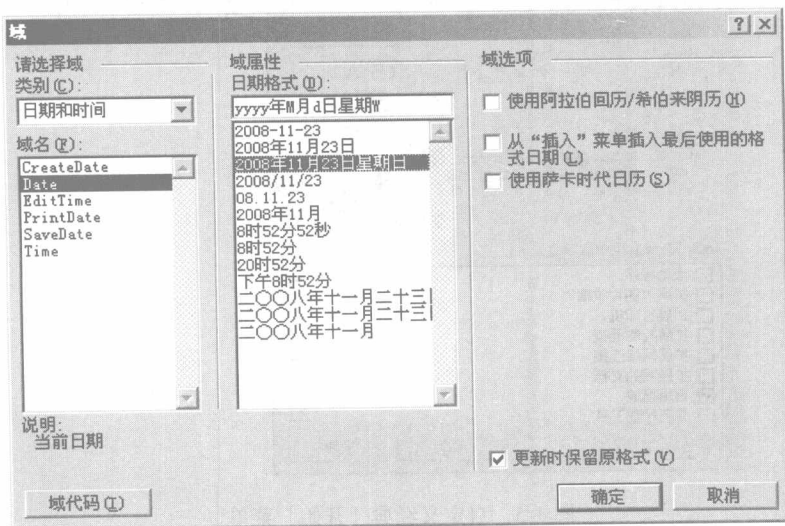 域
请选择域
类别(C):
日期和时间
域名(F):
CreateDate
Date
EditTime
PrintDate
SaveDate
Time
说明:
当前日期
域代码(I)
域属性
日期格式(D):
yyyy年M月d日星期W
2008-11-23
2008年11月23日
2008年11月23日星期日
2008/11/23
08.11.23
2008年11月
8时52分52秒
8时52分
20时52分
下午8时52分
二〇〇八年十一月二十三
二〇〇八年十一月二十三
二〇〇八年十一月
域选项
使用阿拉伯回历/希伯来阴历(H)
从“插入”菜单插入最后使用的格
式日期(L)
使用萨卡时代日历(S)
更新时保留原格式(V)
确定
取消